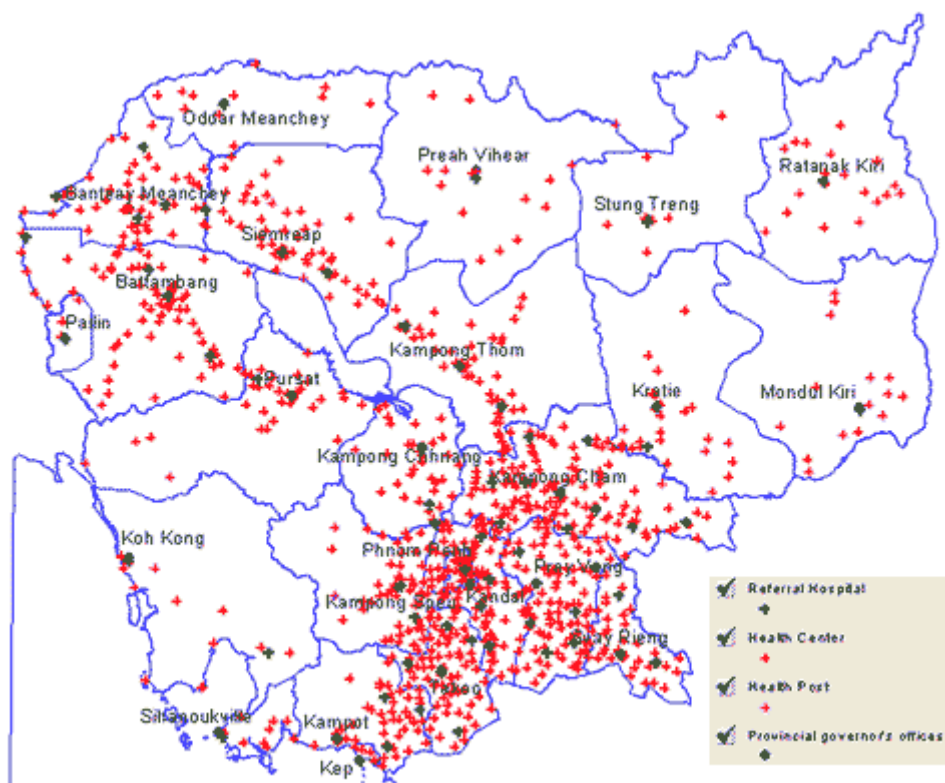 Oddar Meanchey
Preah Vihear
Ratanak Kiri
Banteay Meanchey
Stung Treng
Siemreap
Battambang
Pailin
Kampong Thom
Pursat
Kratie
Mondul Kiri
Kampong Chhnang
Kampong Cham
Koh Kong
Phnom Penh
Prey Veng
Kampong Speu
Kandal
Svay Rieng
Takeo
Sihanoukville
Kampot
Kep
Referral Hospital
Health Center
Health Post
Provincial governor's offices